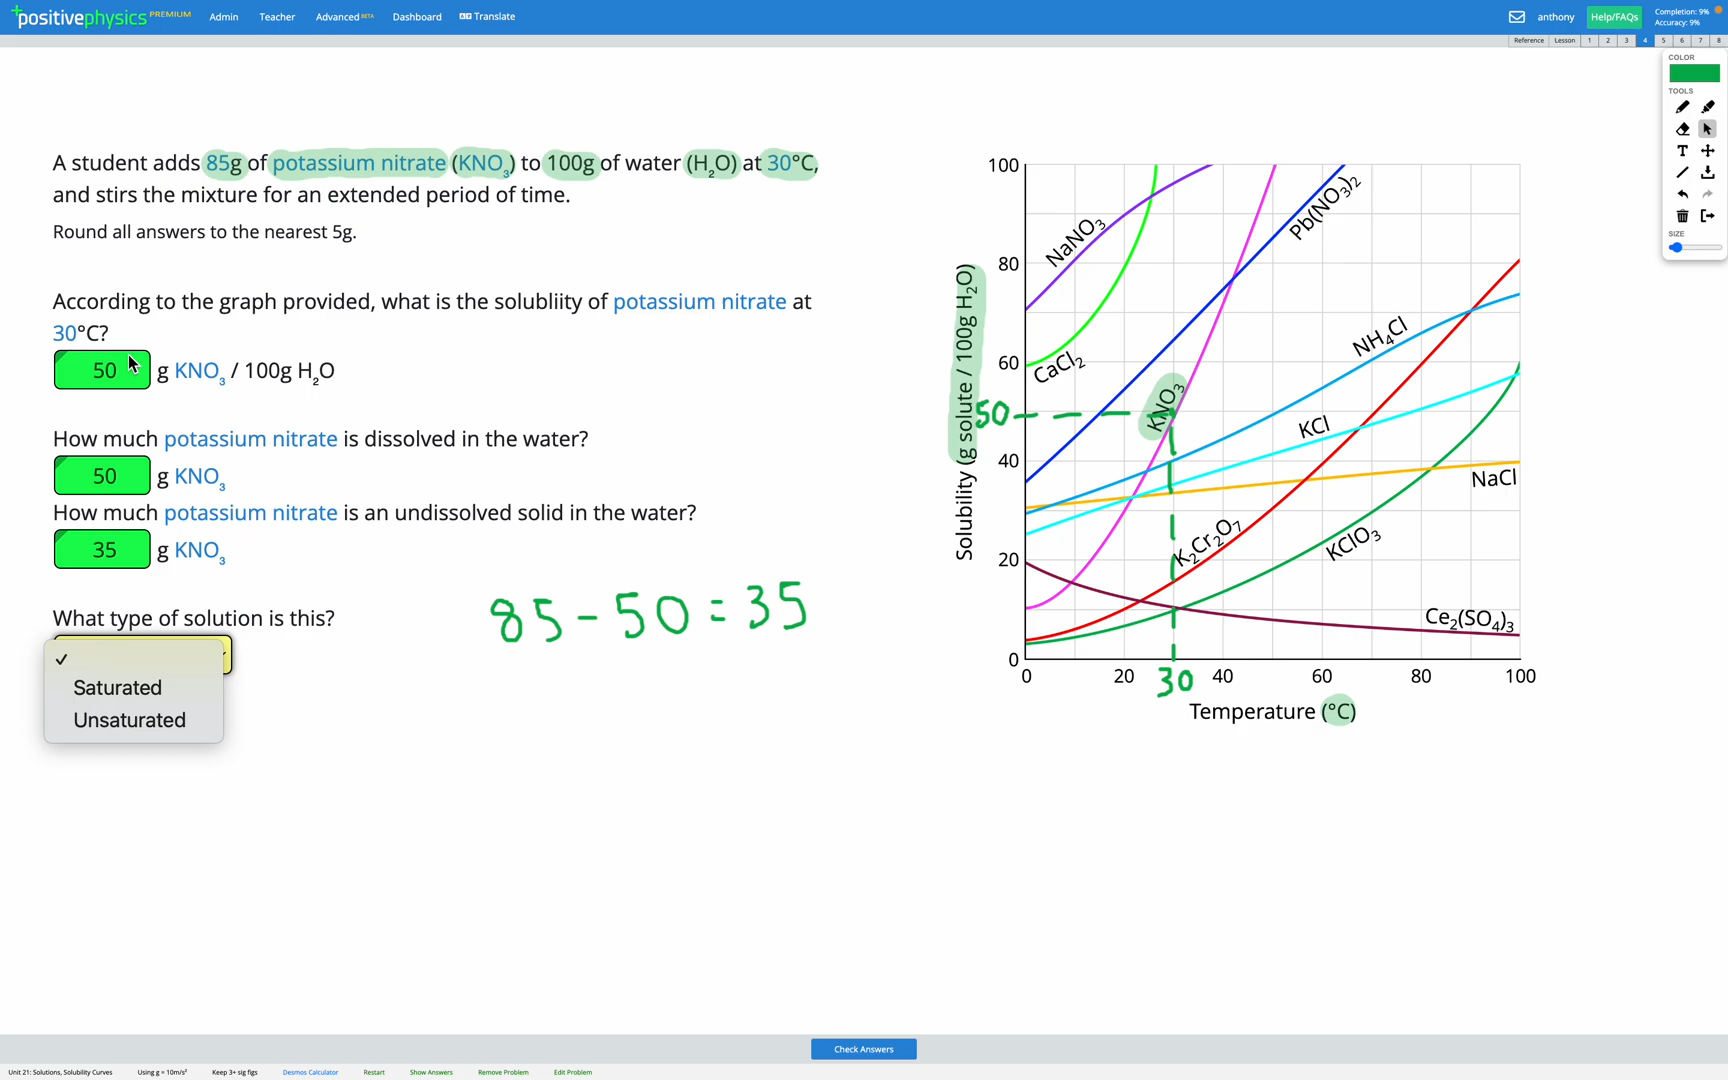 +positivephysics PREMIUM Admin Teacher Advanced BETA Dashboard Translate anthony Help/FAQs Completion: 9% Accuracy: 9%
Reference Lesson 1 2 3 4 5 6 7 8
COLOR
TOOLS
T
SIZE
A student adds 85g of potassium nitrate (KNO₃) to 100g of water (H₂O) at 30°C,
and stirs the mixture for an extended period of time.
Round all answers to the nearest 5g.
According to the graph provided, what is the solubliity of potassium nitrate at
30°C?
50 g KNO₃ / 100g H₂O
How much potassium nitrate is dissolved in the water?
50 g KNO₃
How much potassium nitrate is an undissolved solid in the water?
35 g KNO₃
85 - 50 = 35
What type of solution is this?
✓
Saturated
Unsaturated
Solubility (g solute / 100g H₂O)
100
80
60
50
40
20
0
NaNO₃
CaCl₂
Pb(NO₃)₂
KNO₃
NH₄Cl
KCl
NaCl
K₂Cr₂O₇
KClO₃
Ce₂(SO₄)₃
0 20 30 40 60 80 100
Temperature (°C)
Check Answers
Unit 21: Solutions, Solubility Curves Using g = 10m/s² Keep 3+ sig figs Desmos Calculator Restart Show Answers Remove Problem Edit Problem